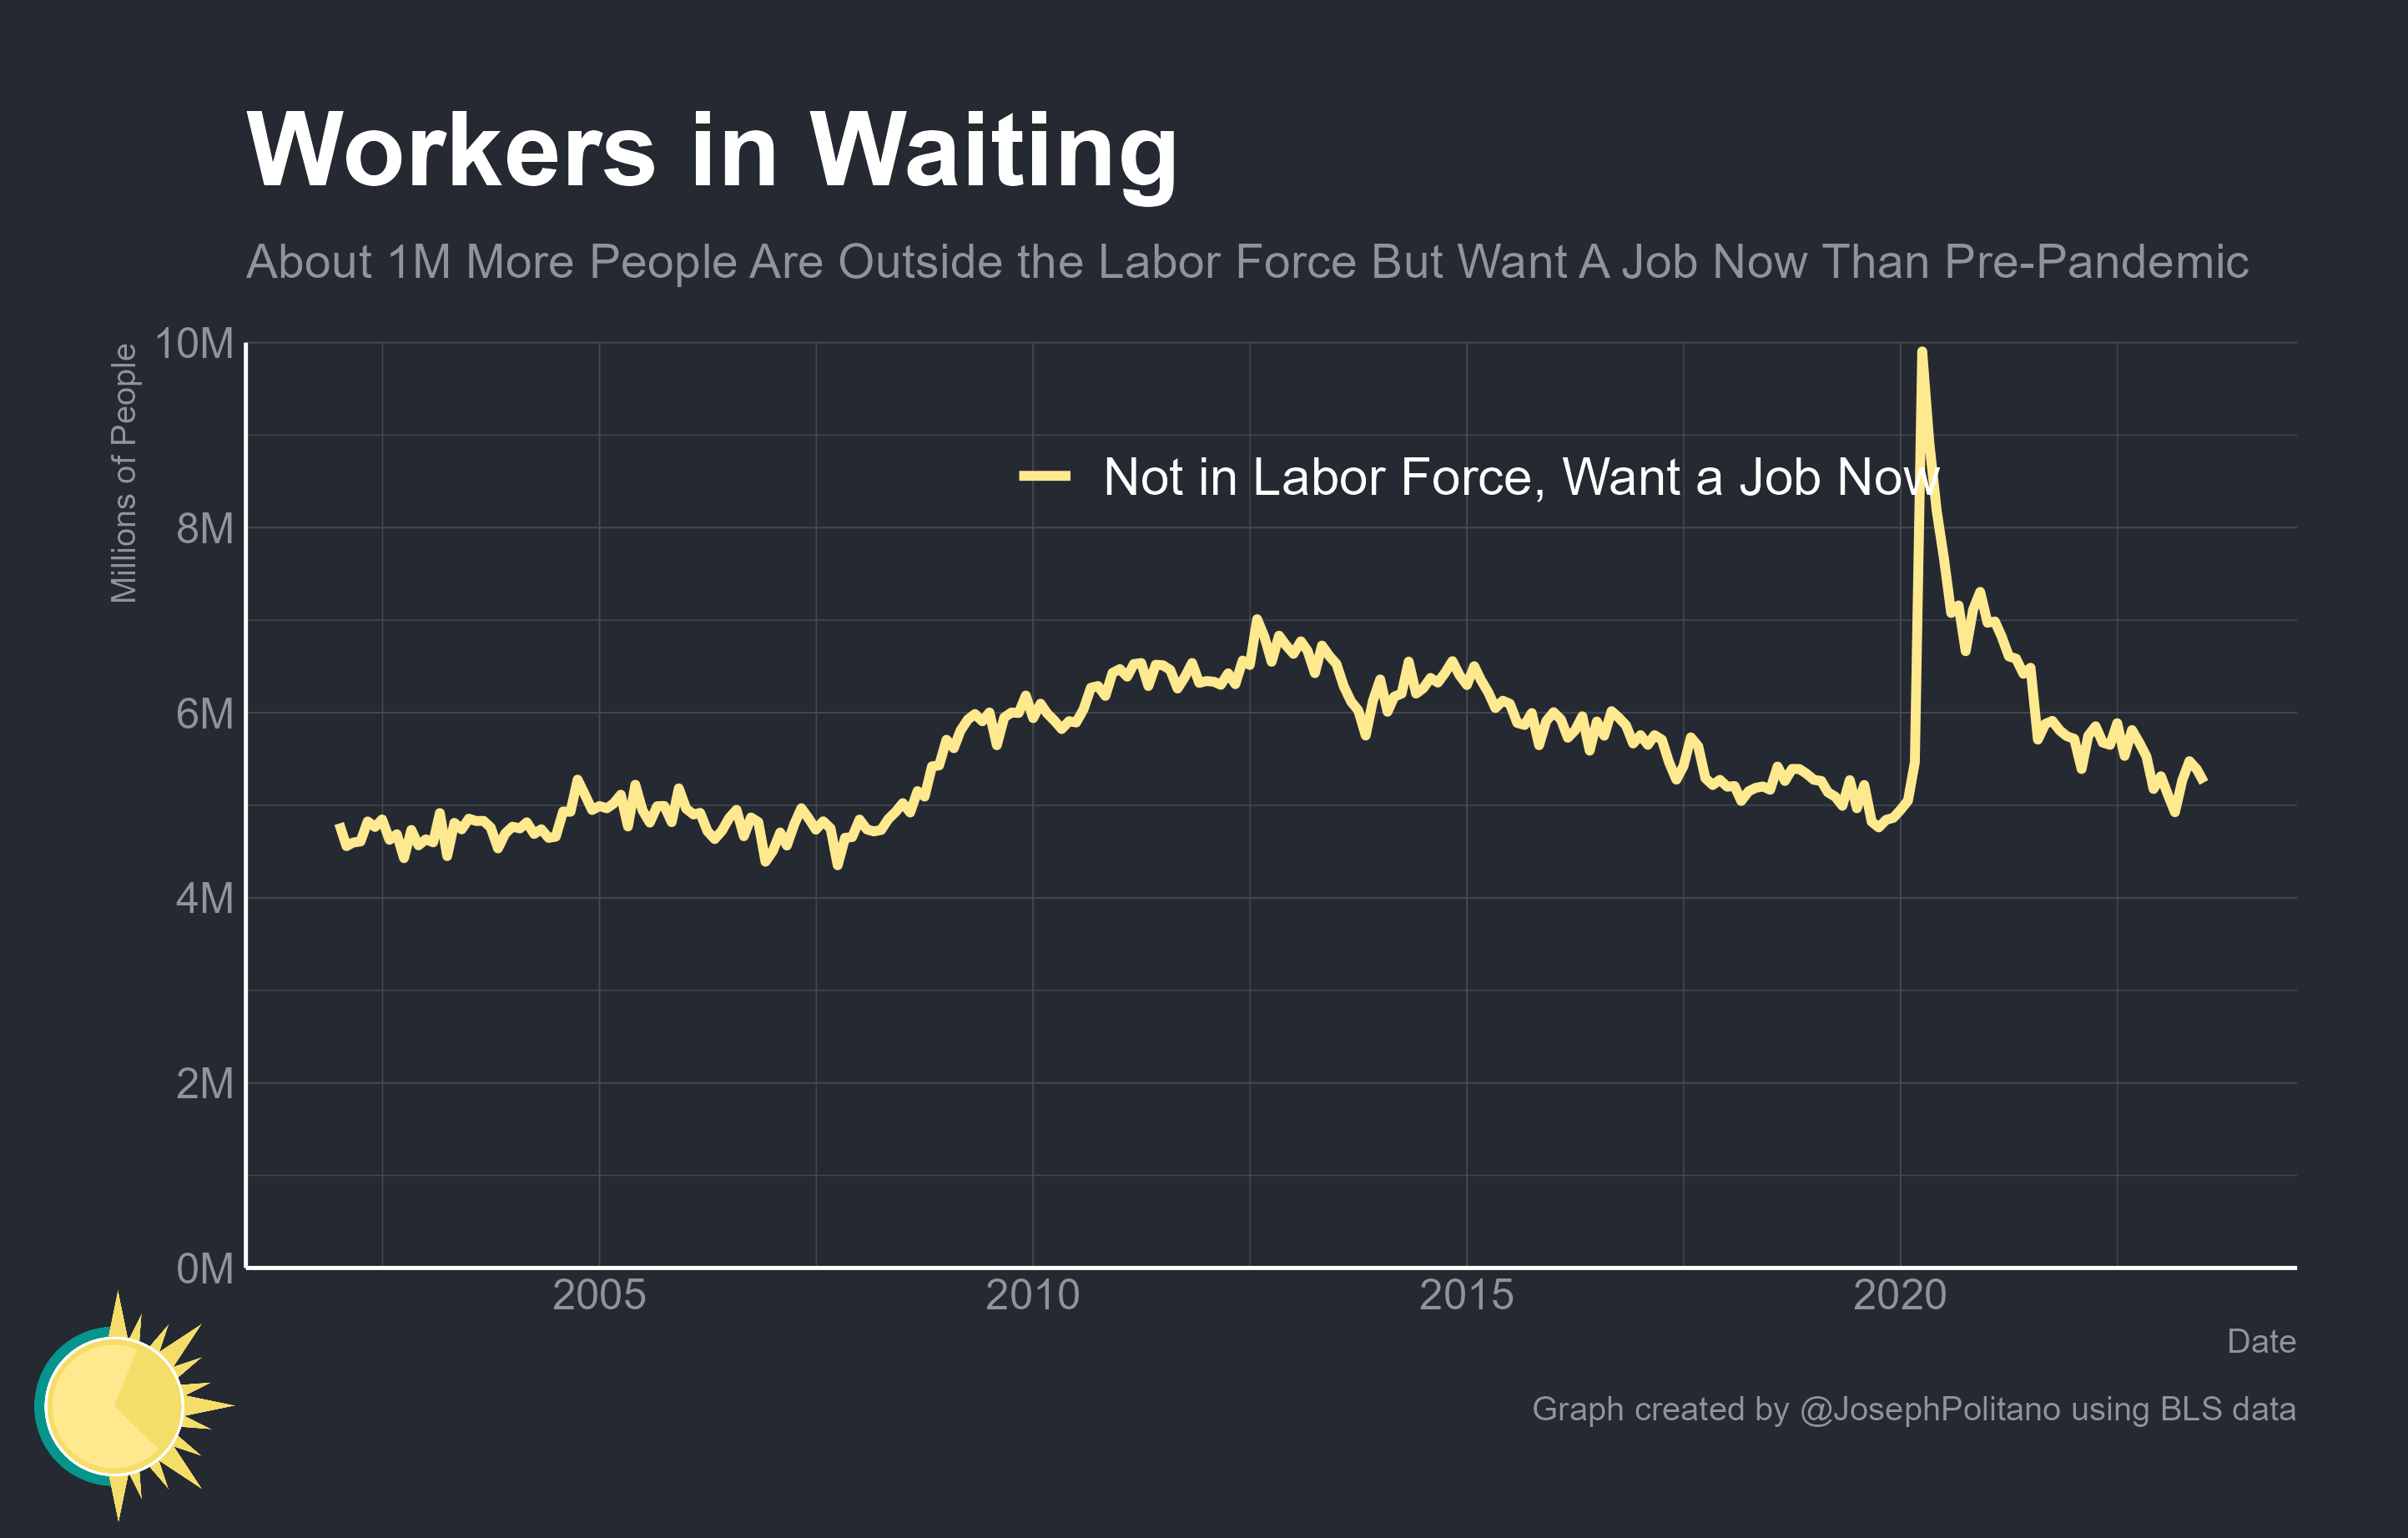 Workers in Waiting
About 1M More People Are Outside the Labor Force But Want A Job Now Than Pre-Pandemic
Millions of People
10M
8M
6M
4M
2M
0M
Not in Labor Force, Want a Job Now
2005
2010
2015
2020
Date
Graph created by @JosephPolitano using BLS data